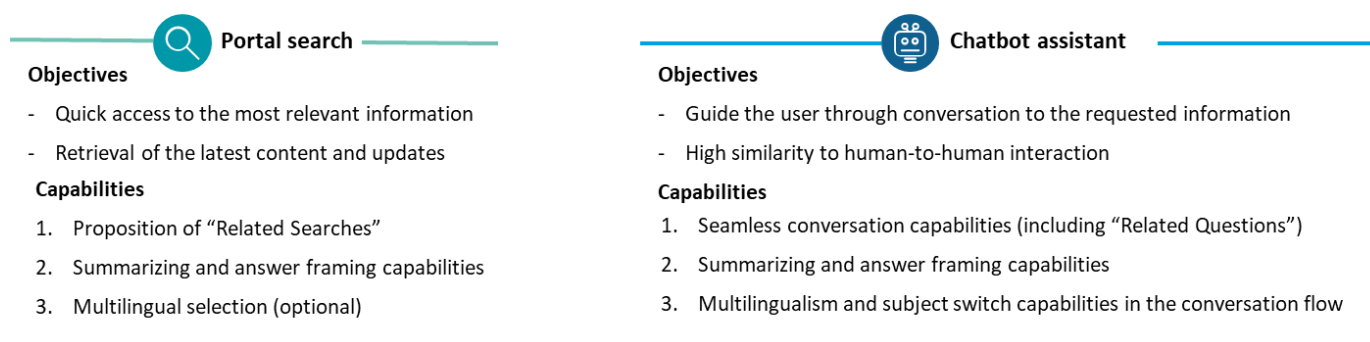 Portal search
Objectives
- Quick access to the most relevant information
- Retrieval of the latest content and updates
Capabilities
1. Proposition of “Related Searches”
2. Summarizing and answer framing capabilities
3. Multilingual selection (optional)
Chatbot assistant
Objectives
- Guide the user through conversation to the requested information
- High similarity to human-to-human interaction
Capabilities
1. Seamless conversation capabilities (including “Related Questions”)
2. Summarizing and answer framing capabilities
3. Multilingualism and subject switch capabilities in the conversation flow